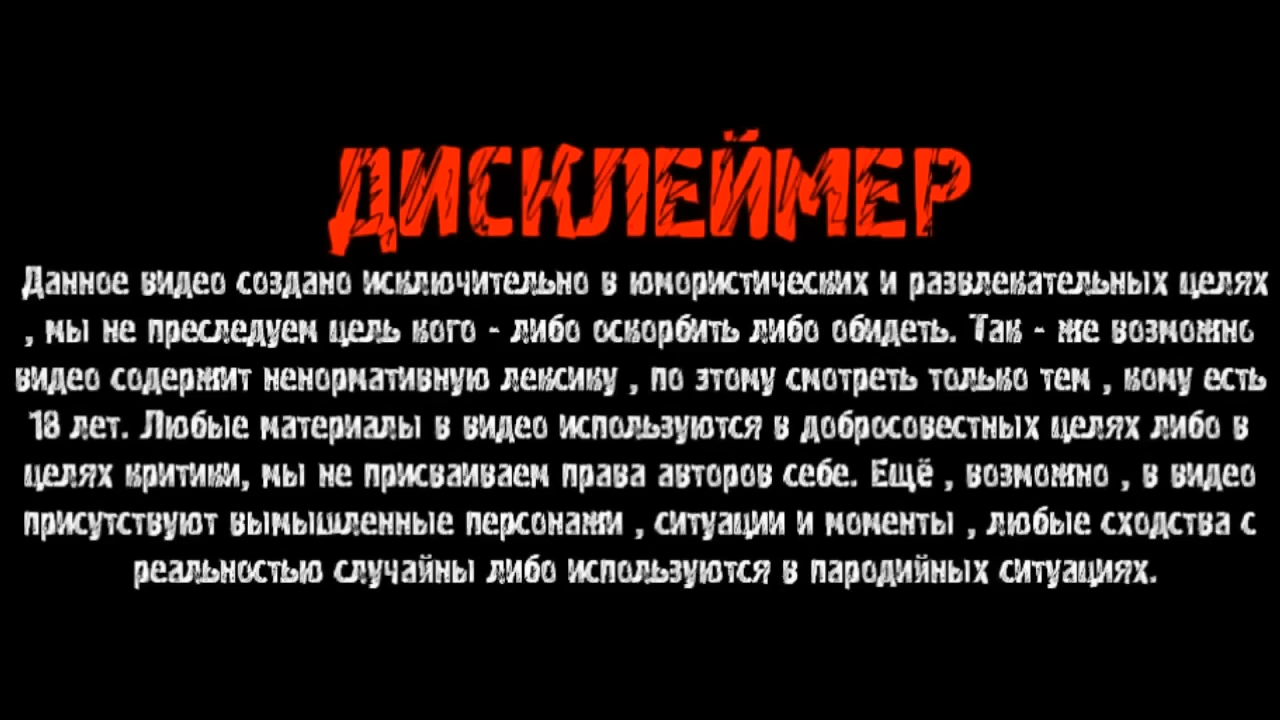 ДИСКЛЕЙМЕР
Данное видео создано исключительно в юмористических и развлекательных целях
, мы не преследуем цель кого - либо оскорбить либо обидеть. Так - же возможно
видео содержит ненормативную лексику , по этому смотреть только тем , кому есть
18 лет. Любые материалы в видео используются в добросовестных целях либо в
целях критики, мы не присваиваем права авторов себе. Ещё , возможно , в видео
присутствуют вымышленные персонажи , ситуации и моменты , любые сходства с
реальностью случайны либо используются в пародийных ситуациях.